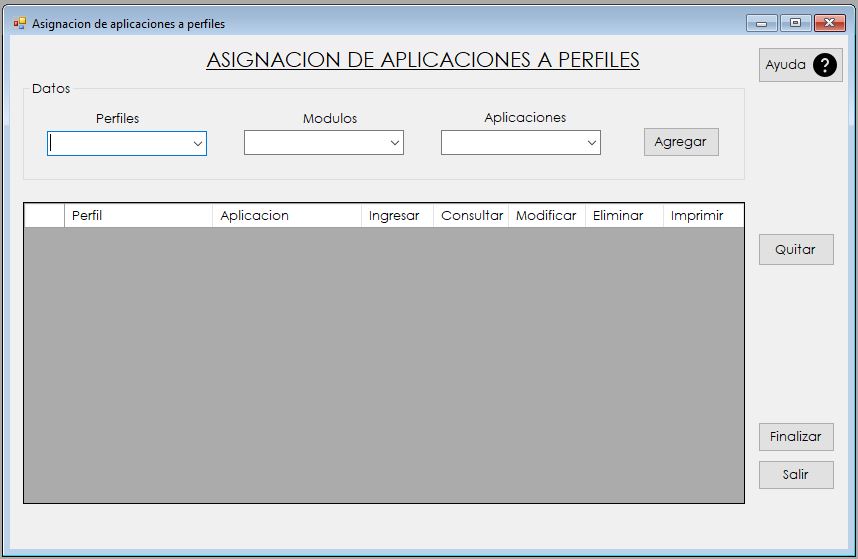 Asignacion de aplicaciones a perfiles
ASIGNACION DE APLICACIONES A PERFILES
Ayuda ?
Datos
Perfiles Modulos Aplicaciones
Agregar
Perfil Aplicacion Ingresar Consultar Modificar Eliminar Imprimir
Quitar
Finalizar
Salir